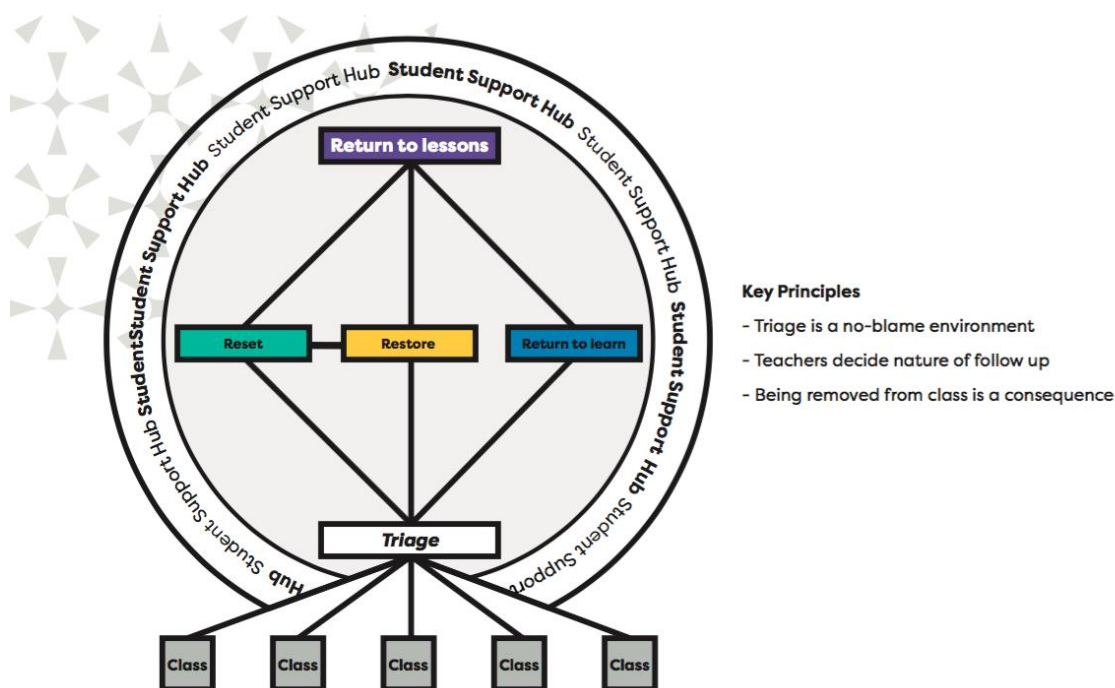 Student Support Hub Student Support Hub Student Support Hub Student Support Hub Student Support Hub Student Support Hub Student Support
Hub Student Support Hub Student
Return to lessons
Reset
Restore
Return to learn
Triage
Class
Class
Class
Class
Class
Key Principles
- Triage is a no-blame environment
- Teachers decide nature of follow up
- Being removed from class is a consequence